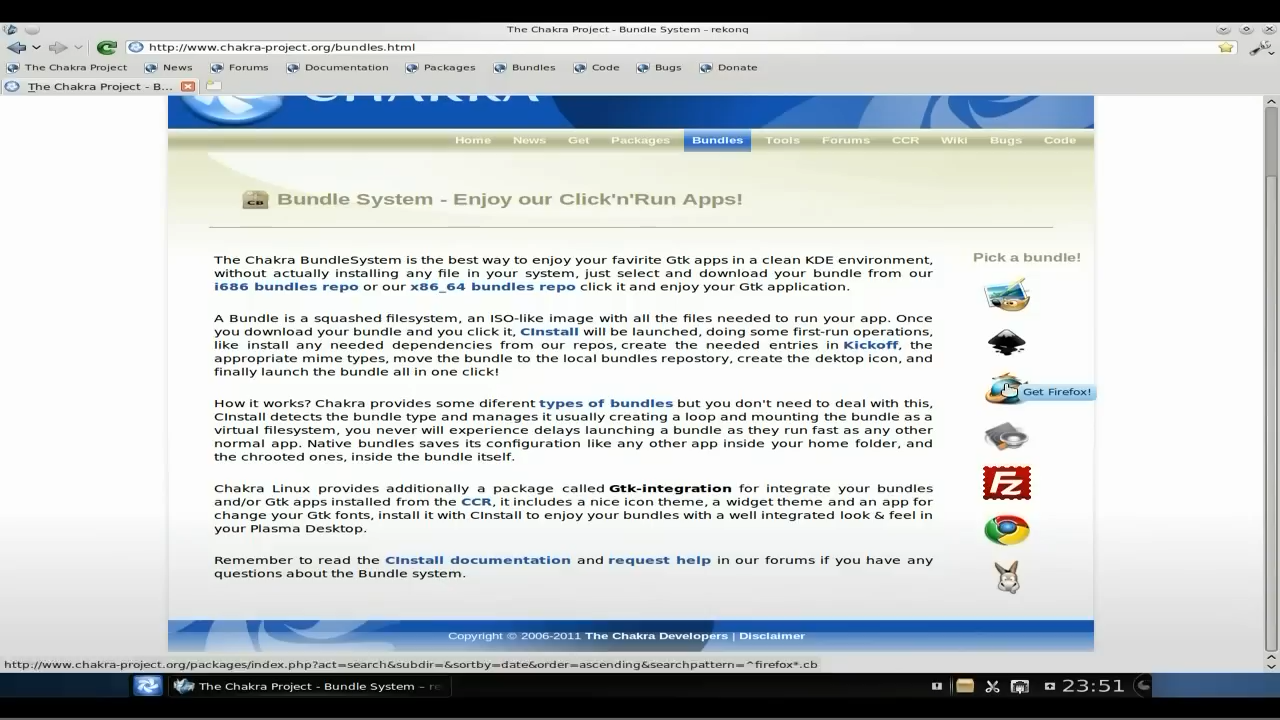 The Chakra Project - Bundle System – rekonq
http://www.chakra-project.org/bundles.html
The Chakra Project News Forums Documentation Packages Bundles Code Bugs Donate
The Chakra Project - B...
CHAKRA
Home News Get Packages Bundles Tools Forums CCR Wiki Bugs Code
CB Bundle System - Enjoy our Click'n'Run Apps!
The Chakra BundleSystem is the best way to enjoy your favirite Gtk apps in a clean KDE environment,
without actually installing any file in your system, just select and download your bundle from our
i686 bundles repo or our x86_64 bundles repo click it and enjoy your Gtk application.
A Bundle is a squashed filesystem, an ISO-like image with all the files needed to run your app. Once
you download your bundle and you click it, CInstall will be launched, doing some first-run operations,
like install any needed dependencies from our repos, create the needed entries in Kickoff, the
appropriate mime types, move the bundle to the local bundles repostory, create the dektop icon, and
finally launch the bundle all in one click!
How it works? Chakra provides some diferent types of bundles but you don't need to deal with this,
CInstall detects the bundle type and manages it usually creating a loop and mounting the bundle as a
virtual filesystem, you never will experience delays launching a bundle as they run fast as any other
normal app. Native bundles saves its configuration like any other app inside your home folder, and
the chrooted ones, inside the bundle itself.
Chakra Linux provides additionally a package called Gtk-integration for integrate your bundles
and/or Gtk apps installed from the CCR, it includes a nice icon theme, a widget theme and an app for
change your Gtk fonts, install it with CInstall to enjoy your bundles with a well integrated look & feel in
your Plasma Desktop.
Remember to read the CInstall documentation and request help in our forums if you have any
questions about the Bundle system.
Pick a bundle!
Get Firefox!
Fz
Copyright © 2006-2011 The Chakra Developers | Disclaimer
http://www.chakra-project.org/packages/index.php?act=search&subdir=&sortby=date&order=ascending&searchpattern=^firefox*.cb
The Chakra Project - Bundle System – re
23:51